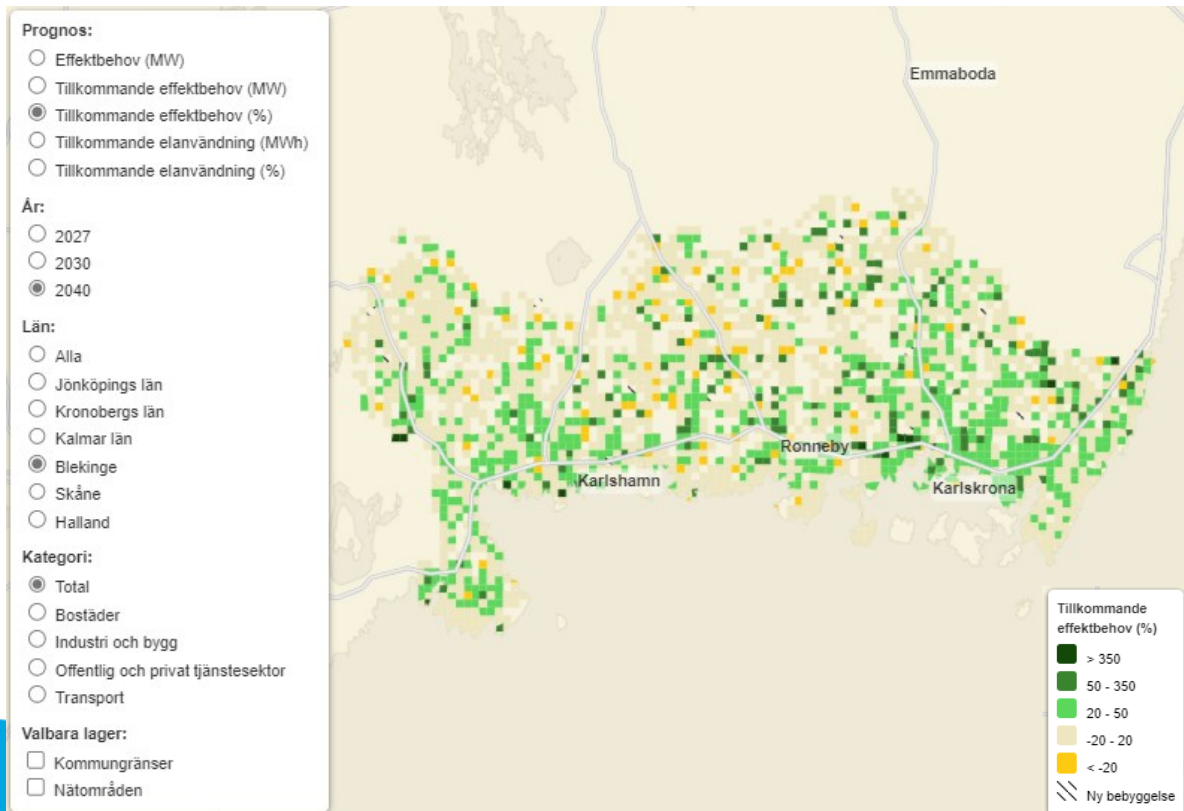 Prognos:
Effektbehov (MW)
Tillkommande effektbehov (MW)
Tillkommande effektbehov (%)
Tillkommande elanvändning (MWh)
Tillkommande elanvändning (%)
År:
2027
2030
2040
Län:
Alla
Jönköpings län
Kronobergs län
Kalmar län
Blekinge
Skåne
Halland
Kategori:
Total
Bostäder
Industri och bygg
Offentlig och privat tjänstesektor
Transport
Valbara lager:
Kommungränser
Nätområden
Emmaboda
Ronneby
Karlshamn
Karlskrona
Tillkommande
effektbehov (%)
> 350
50 - 350
20 - 50
-20 - 20
< -20
Ny bebyggelse